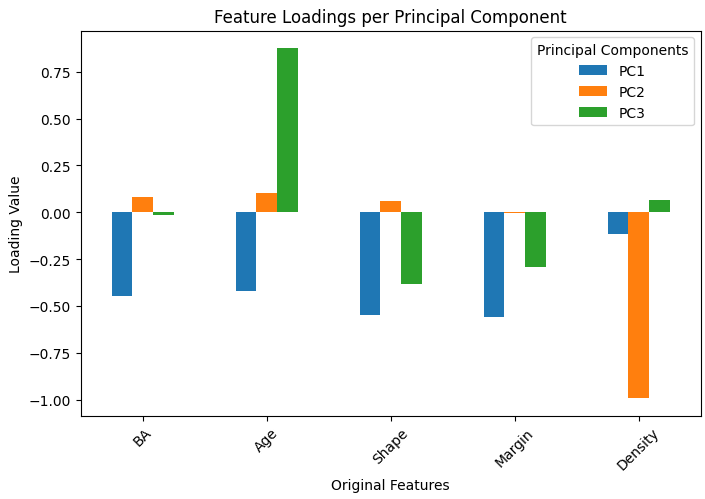 Feature Loadings per Principal Component
Principal Components
PC1
PC2
PC3
Loading Value
0.75
0.50
0.25
0.00
−0.25
−0.50
−0.75
−1.00
BA
Age
Shape
Margin
Density
Original Features